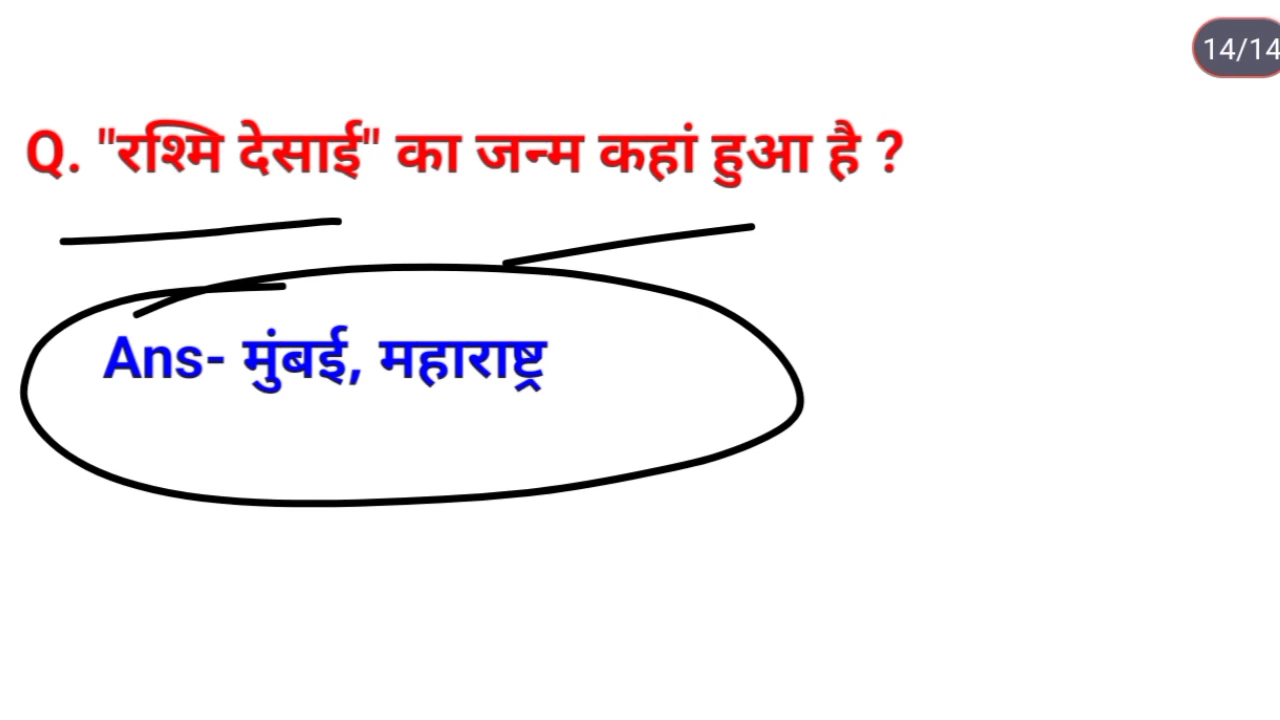 14/14
Q. "रश्मि देसाई" का जन्म कहां हुआ है ?
Ans- मुंबई, महाराष्ट्र